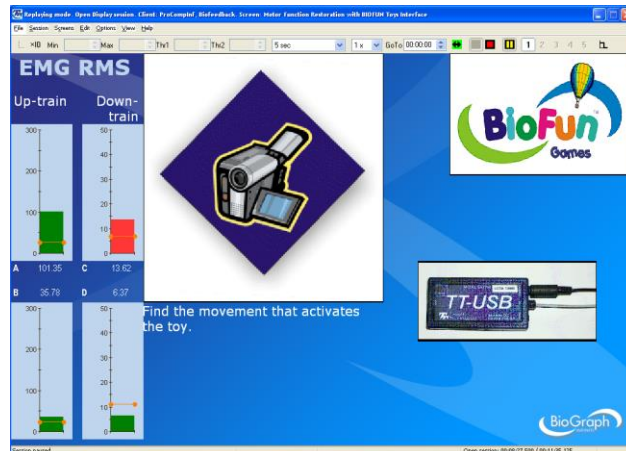 Replaying mode Open Display session. Client: ProCompInf, Biofeedback. Screen: Motor Function Restoration with BIOFUN Toys Interface
File Session Screens Edit Options View Help
L ×10 Min Max Thr1 Thr2 5 sec 1 x GoTo 00:00:00 1 2 3 4 5
EMG RMS
Up-train Down-
train
300 50
40
200
30
20
100
10
0 0
A 101.35 C 13.62
B 35.78 D 6.37
300 50
40
200
30
20
100
10
0 0
Find the movement that activates
the toy.
BioFun
Games
TT-USB
BioGraph
Session paused